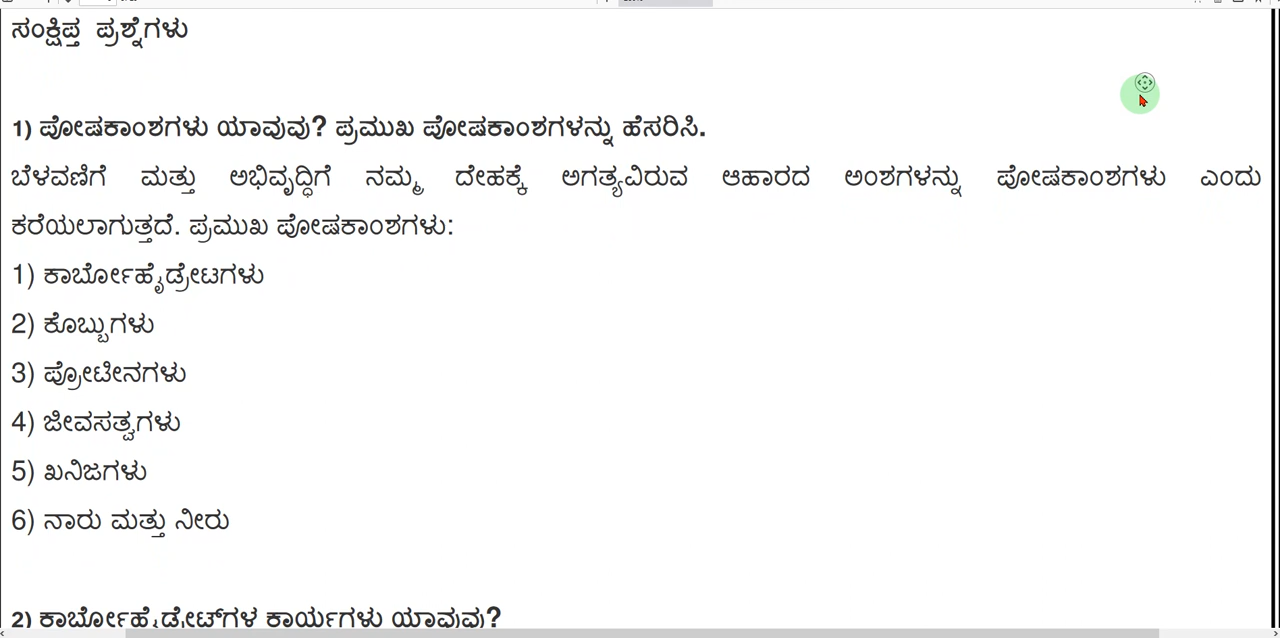 ಸಂಕ್ಷಿಪ್ತ ಪ್ರಶ್ನೆಗಳು
1) ಪೋಷಕಾಂಶಗಳು ಯಾವುವು? ಪ್ರಮುಖ ಪೋಷಕಾಂಶಗಳನ್ನು ಹೆಸರಿಸಿ.
ಬೆಳವಣಿಗೆ ಮತ್ತು ಅಭಿವೃದ್ಧಿಗೆ ನಮ್ಮ ದೇಹಕ್ಕೆ ಅಗತ್ಯವಿರುವ ಆಹಾರದ ಅಂಶಗಳನ್ನು ಪೋಷಕಾಂಶಗಳು ಎಂದು
ಕರೆಯಲಾಗುತ್ತದೆ. ಪ್ರಮುಖ ಪೋಷಕಾಂಶಗಳು:
1) ಕಾರ್ಬೋಹೈಡ್ರೇಟಗಳು
2) ಕೊಬ್ಬುಗಳು
3) ಪ್ರೋಟೀನಗಳು
4) ಜೀವಸತ್ವಗಳು
5) ಖನಿಜಗಳು
6) ನಾರು ಮತ್ತು ನೀರು
2) ಕಾರ್ಬೋಹೈಡ್ರೇಟ್‌ಗಳ ಕಾರ್ಯಗಳು ಯಾವುವು?